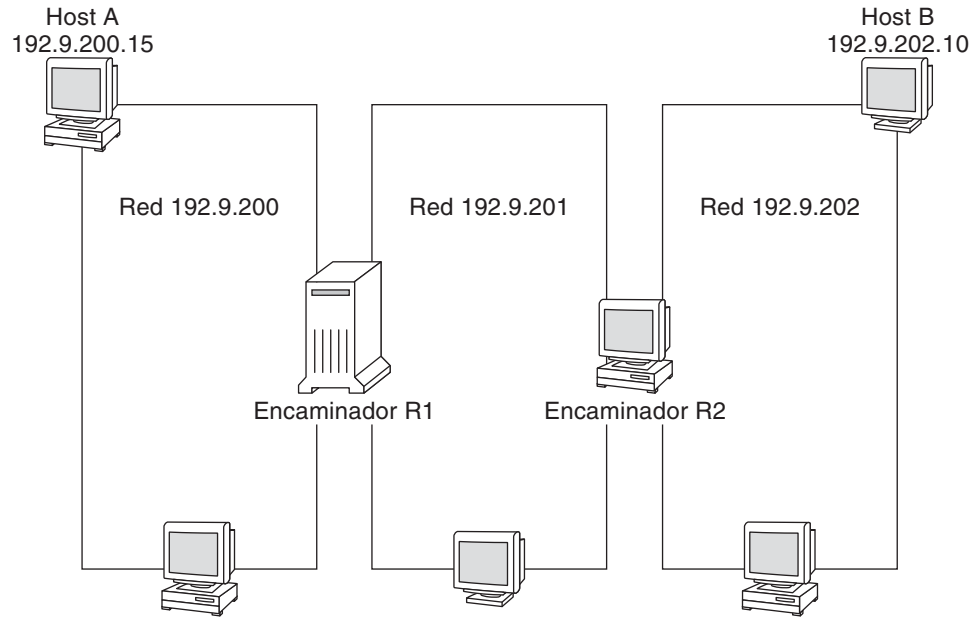 Host A
192.9.200.15
Host B
192.9.202.10
Red 192.9.200
Red 192.9.201
Red 192.9.202
Encaminador R1
Encaminador R2